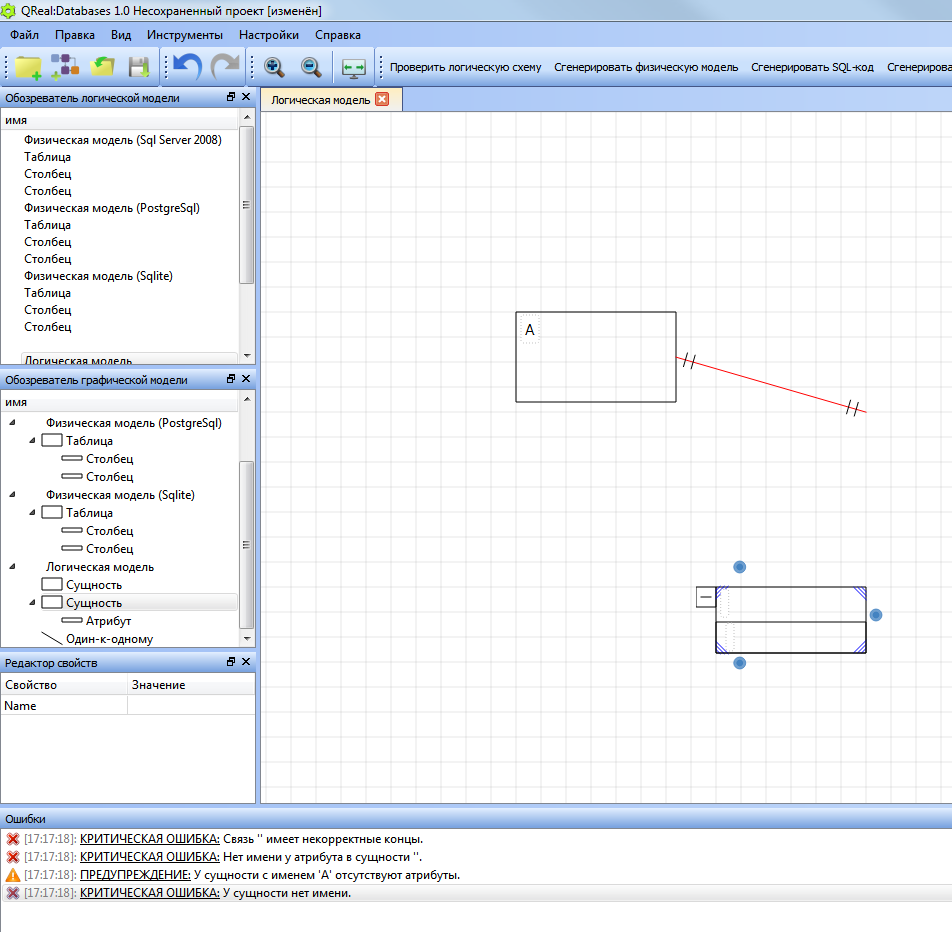 QReal:Databases 1.0 Несохраненный проект [изменён]
Файл Правка Вид Инструменты Настройки Справка
Проверить логическую схему Сгенерировать физическую модель Сгенерировать SQL-код Сгенерирова
Обозреватель логической модели
имя
Физическая модель (Sql Server 2008)
Таблица
Столбец
Столбец
Физическая модель (PostgreSql)
Таблица
Столбец
Столбец
Физическая модель (Sqlite)
Таблица
Столбец
Столбец
Логическая модель
Обозреватель графической модели
имя
Физическая модель (PostgreSql)
Таблица
Столбец
Столбец
Физическая модель (Sqlite)
Таблица
Столбец
Столбец
Логическая модель
Сущность
Сущность
Атрибут
Один-к-одному
Редактор свойств
Свойство Значение
Name
Логическая модель
A
Ошибки
[17:17:18]: КРИТИЧЕСКАЯ ОШИБКА: Связь '' имеет некорректные концы.
[17:17:18]: КРИТИЧЕСКАЯ ОШИБКА: Нет имени у атрибута в сущности ''.
[17:17:18]: ПРЕДУПРЕЖДЕНИЕ: У сущности с именем 'A' отсутствуют атрибуты.
[17:17:18]: КРИТИЧЕСКАЯ ОШИБКА: У сущности нет имени.